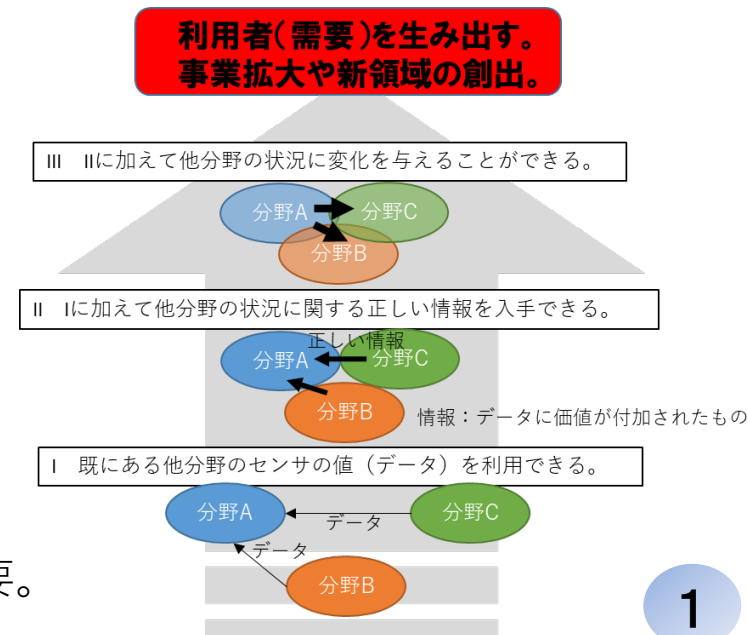 利用者(需要)を生み出す。
事業拡大や新領域の創出。
III　IIに加えて他分野の状況に変化を与えることができる。
分野A
分野C
分野B
II　Iに加えて他分野の状況に関する正しい情報を入手できる。
正しい情報
分野A
分野C
分野B
情報：データに価値が付加されたもの
I　既にある他分野のセンサの値（データ）を利用できる。
分野A
データ
分野C
データ
分野B
要。
1